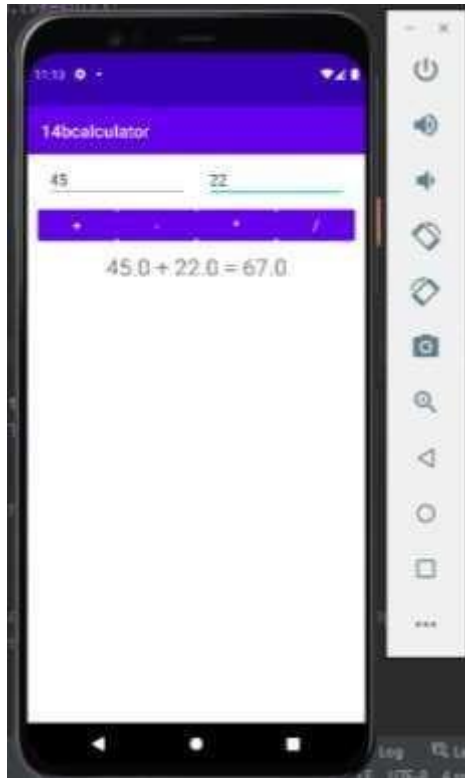 11:13
14bcalculator
45 22
+ - * /
45.0 + 22.0 = 67.0
Log